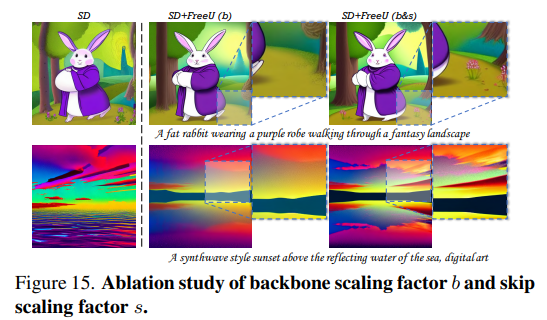 SD SD+FreeU (b) SD+FreeU (b&s)
A fat rabbit wearing a purple robe walking through a fantasy landscape
A synthwave style sunset above the reflecting water of the sea, digital art
Figure 15. Ablation study of backbone scaling factor b and skip
scaling factor s.